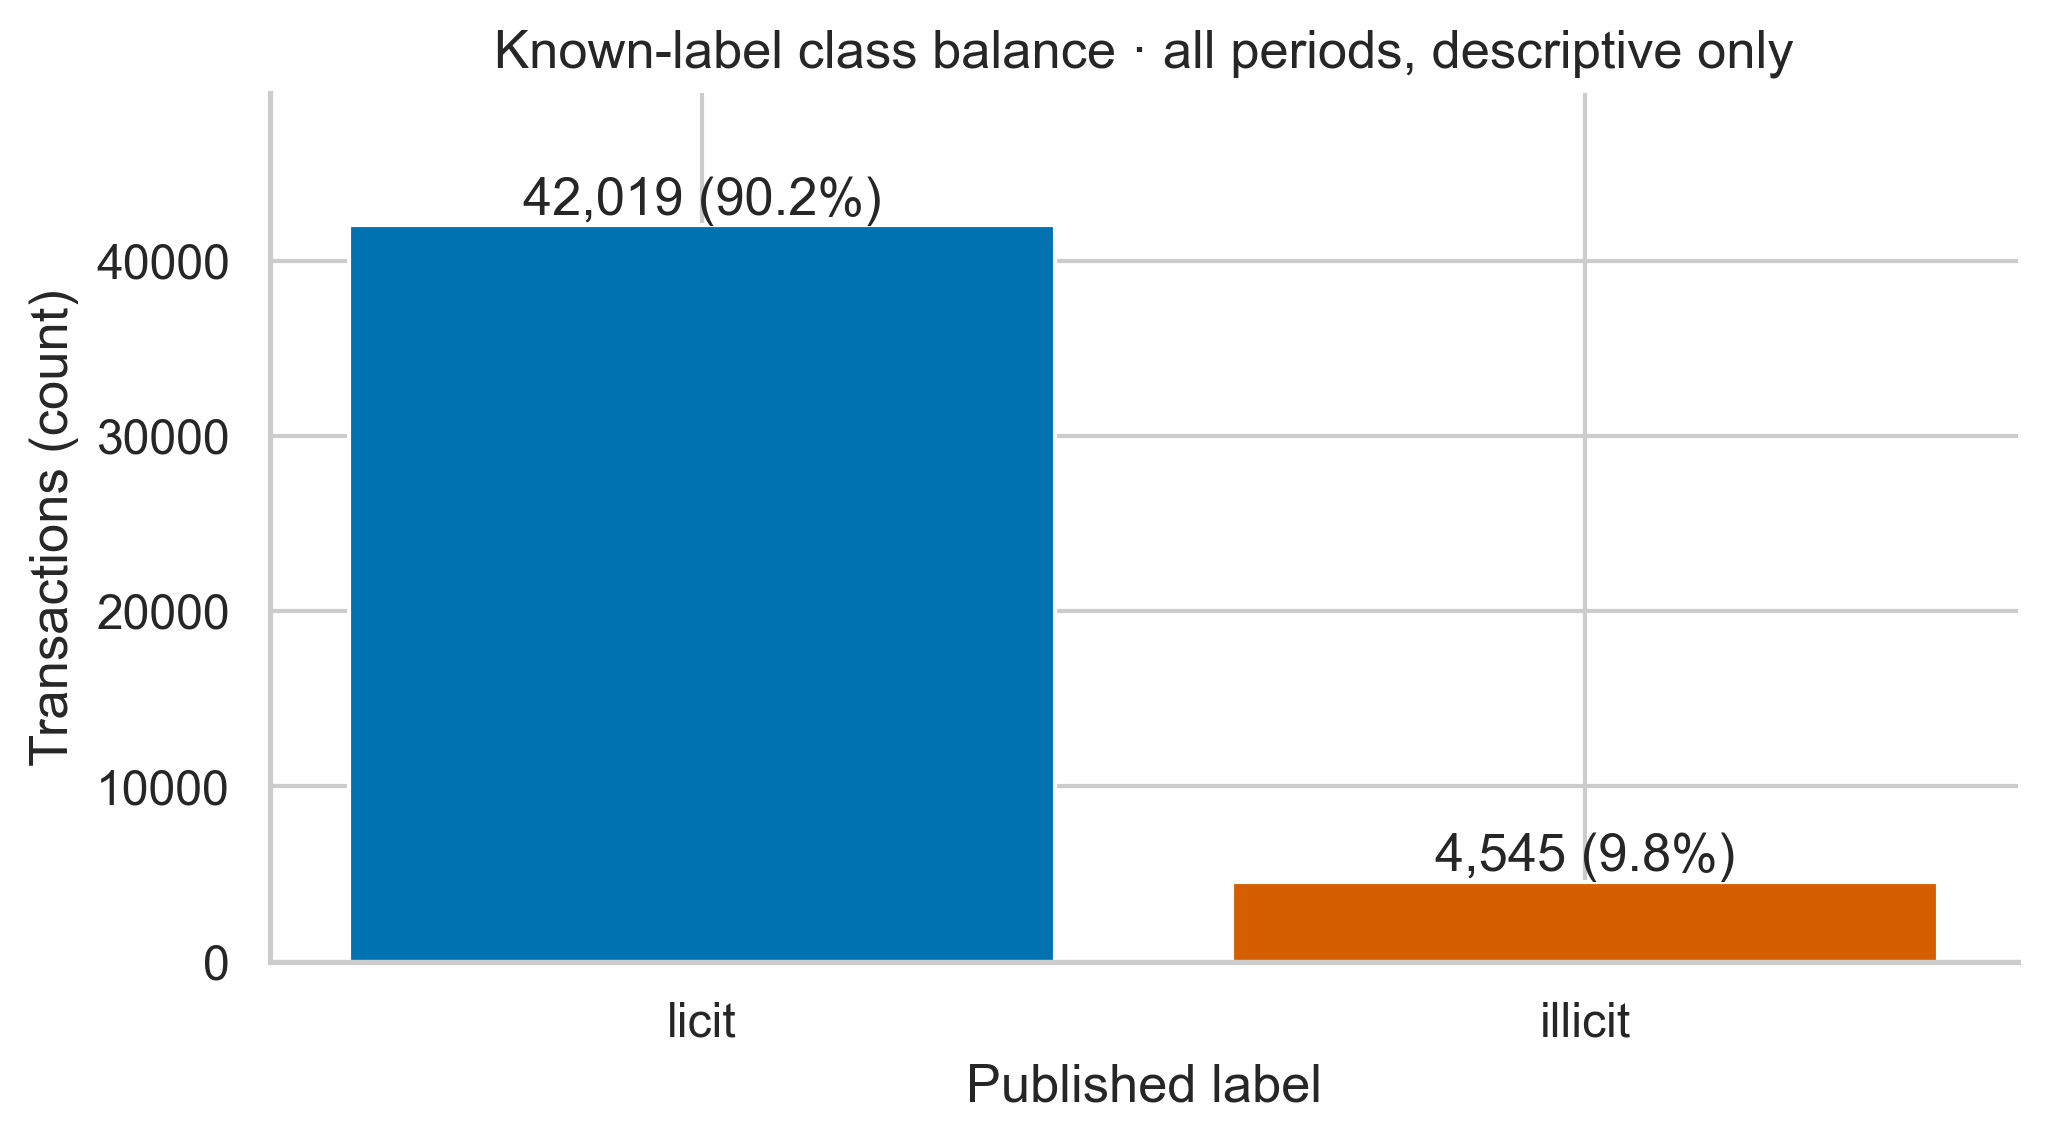 Known-label class balance · all periods, descriptive only
Transactions (count)
40000
30000
20000
10000
0
42,019 (90.2%)
4,545 (9.8%)
licit
illicit
Published label